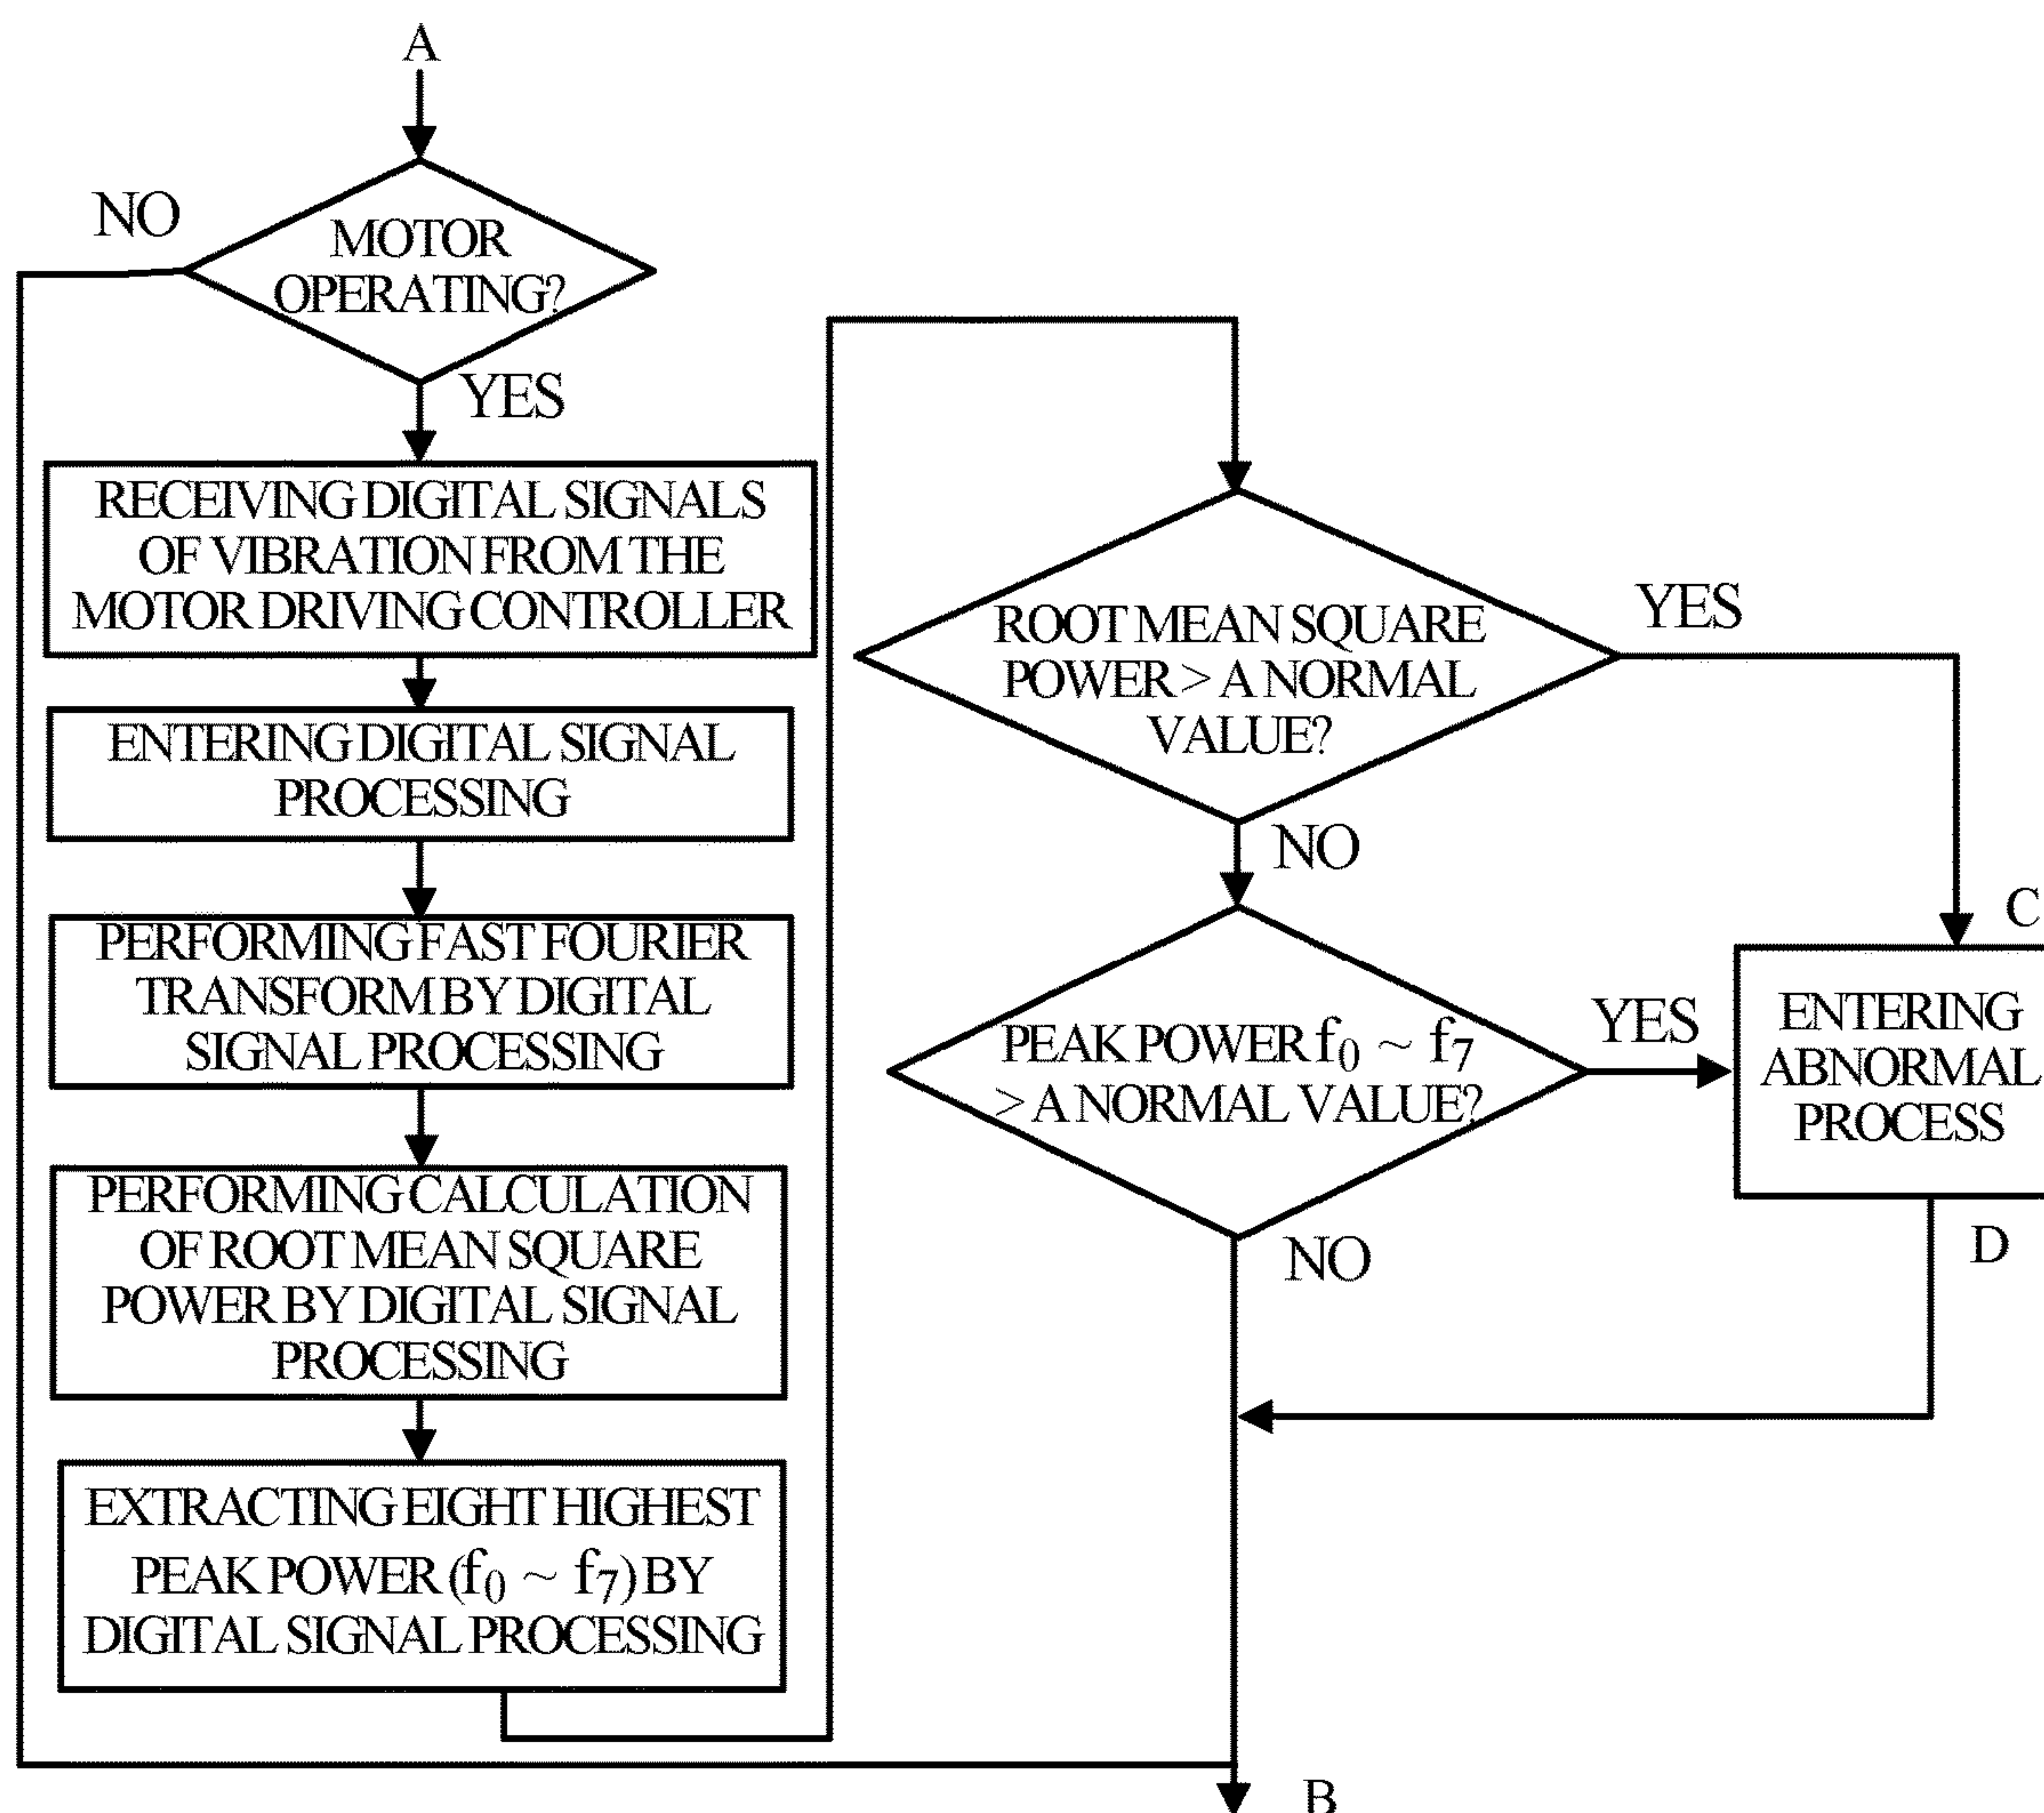 A
NO
MOTOR
OPERATING?
YES
RECEIVING DIGITAL SIGNALS
OF VIBRATION FROM THE
MOTOR DRIVING CONTROLLER
ENTERING DIGITAL SIGNAL
PROCESSING
PERFORMING FAST FOURIER
TRANSFORM BY DIGITAL
SIGNAL PROCESSING
PERFORMING CALCULATION
OF ROOT MEAN SQUARE
POWER BY DIGITAL SIGNAL
PROCESSING
EXTRACTING EIGHT HIGHEST
PEAK POWER (f₀ ~ f₇) BY
DIGITAL SIGNAL PROCESSING
ROOT MEAN SQUARE
POWER > A NORMAL
VALUE?
YES
NO
PEAK POWER f₀ ~ f₇
> A NORMAL VALUE?
YES
NO
C
ENTERING
ABNORMAL
PROCESS
D
B